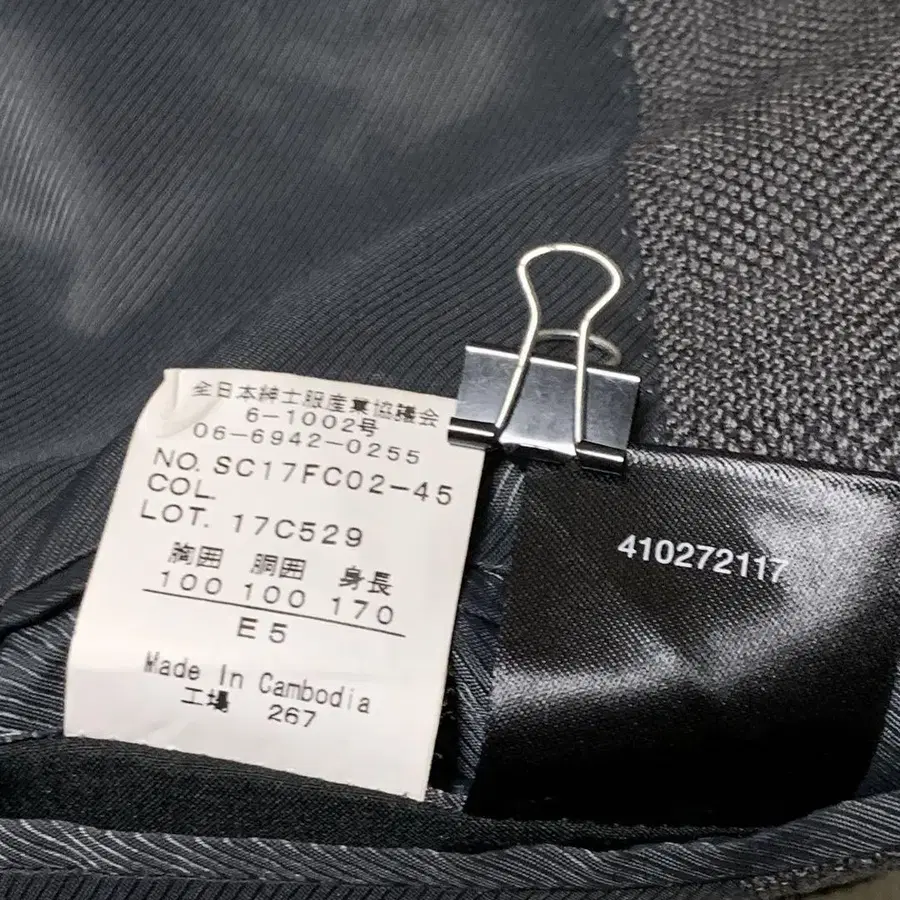 全日本紳士服産業協議会
6-1002号
06-6942-0255
NO. SC17FC02-45
COL.
LOT. 17C529
胸囲 胴囲 身長
100 100 170
E5
Made In Cambodia
工場 267
410272117